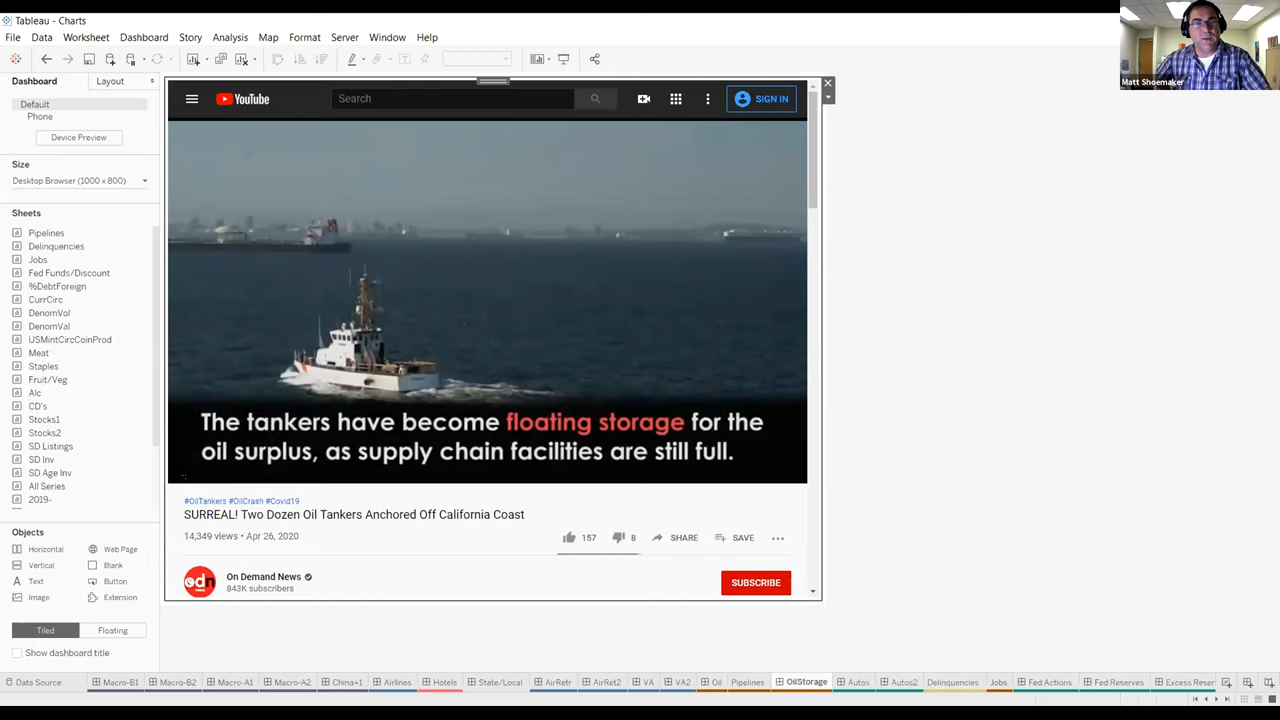 Tableau - Charts
File Data Worksheet Dashboard Story Analysis Map Format Server Window Help
Dashboard Layout
Default
Phone
Device Preview
Size
Desktop Browser (1000 x 800)
Sheets
Pipelines
Delinquencies
Jobs
Fed Funds/Discount
%DebtForeign
CurrCirc
DenomVol
DenomVal
USMintCircCoinProd
Meat
Staples
Fruit/Veg
Alc
CD's
Stocks1
Stocks2
SD Listings
SD Inv
SD Age Inv
All Series
2019-
Objects
Horizontal Web Page
Vertical Blank
Text Button
Image Extension
Tiled Floating
Show dashboard title
YouTube Search SIGN IN
The tankers have become floating storage for the
oil surplus, as supply chain facilities are still full.
#OilTankers #OilCrash #Covid19
SURREAL! Two Dozen Oil Tankers Anchored Off California Coast
14,349 views • Apr 26, 2020
157 8 SHARE SAVE
On Demand News
843K subscribers
SUBSCRIBE
Matt Shoemaker
Data Source Macro-B1 Macro-B2 Macro-A1 Macro-A2 China+1 Airlines Hotels State/Local AirRetr AirRet2 VA VA2 Oil Pipelines OilStorage Autos Autos2 Delinquencies Jobs Fed Actions Fed Reserves Excess Reser